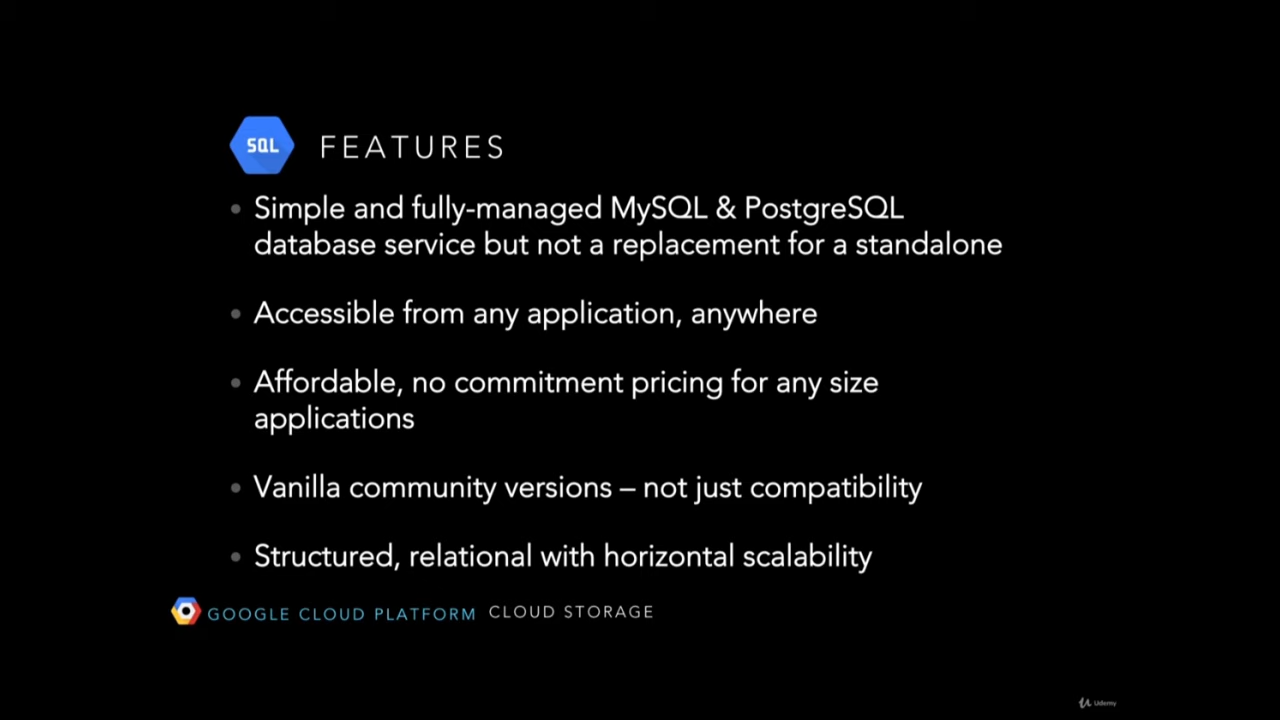 SQL FEATURES
• Simple and fully-managed MySQL & PostgreSQL
database service but not a replacement for a standalone
• Accessible from any application, anywhere
• Affordable, no commitment pricing for any size
applications
• Vanilla community versions – not just compatibility
• Structured, relational with horizontal scalability
GOOGLE CLOUD PLATFORM CLOUD STORAGE
Udemy